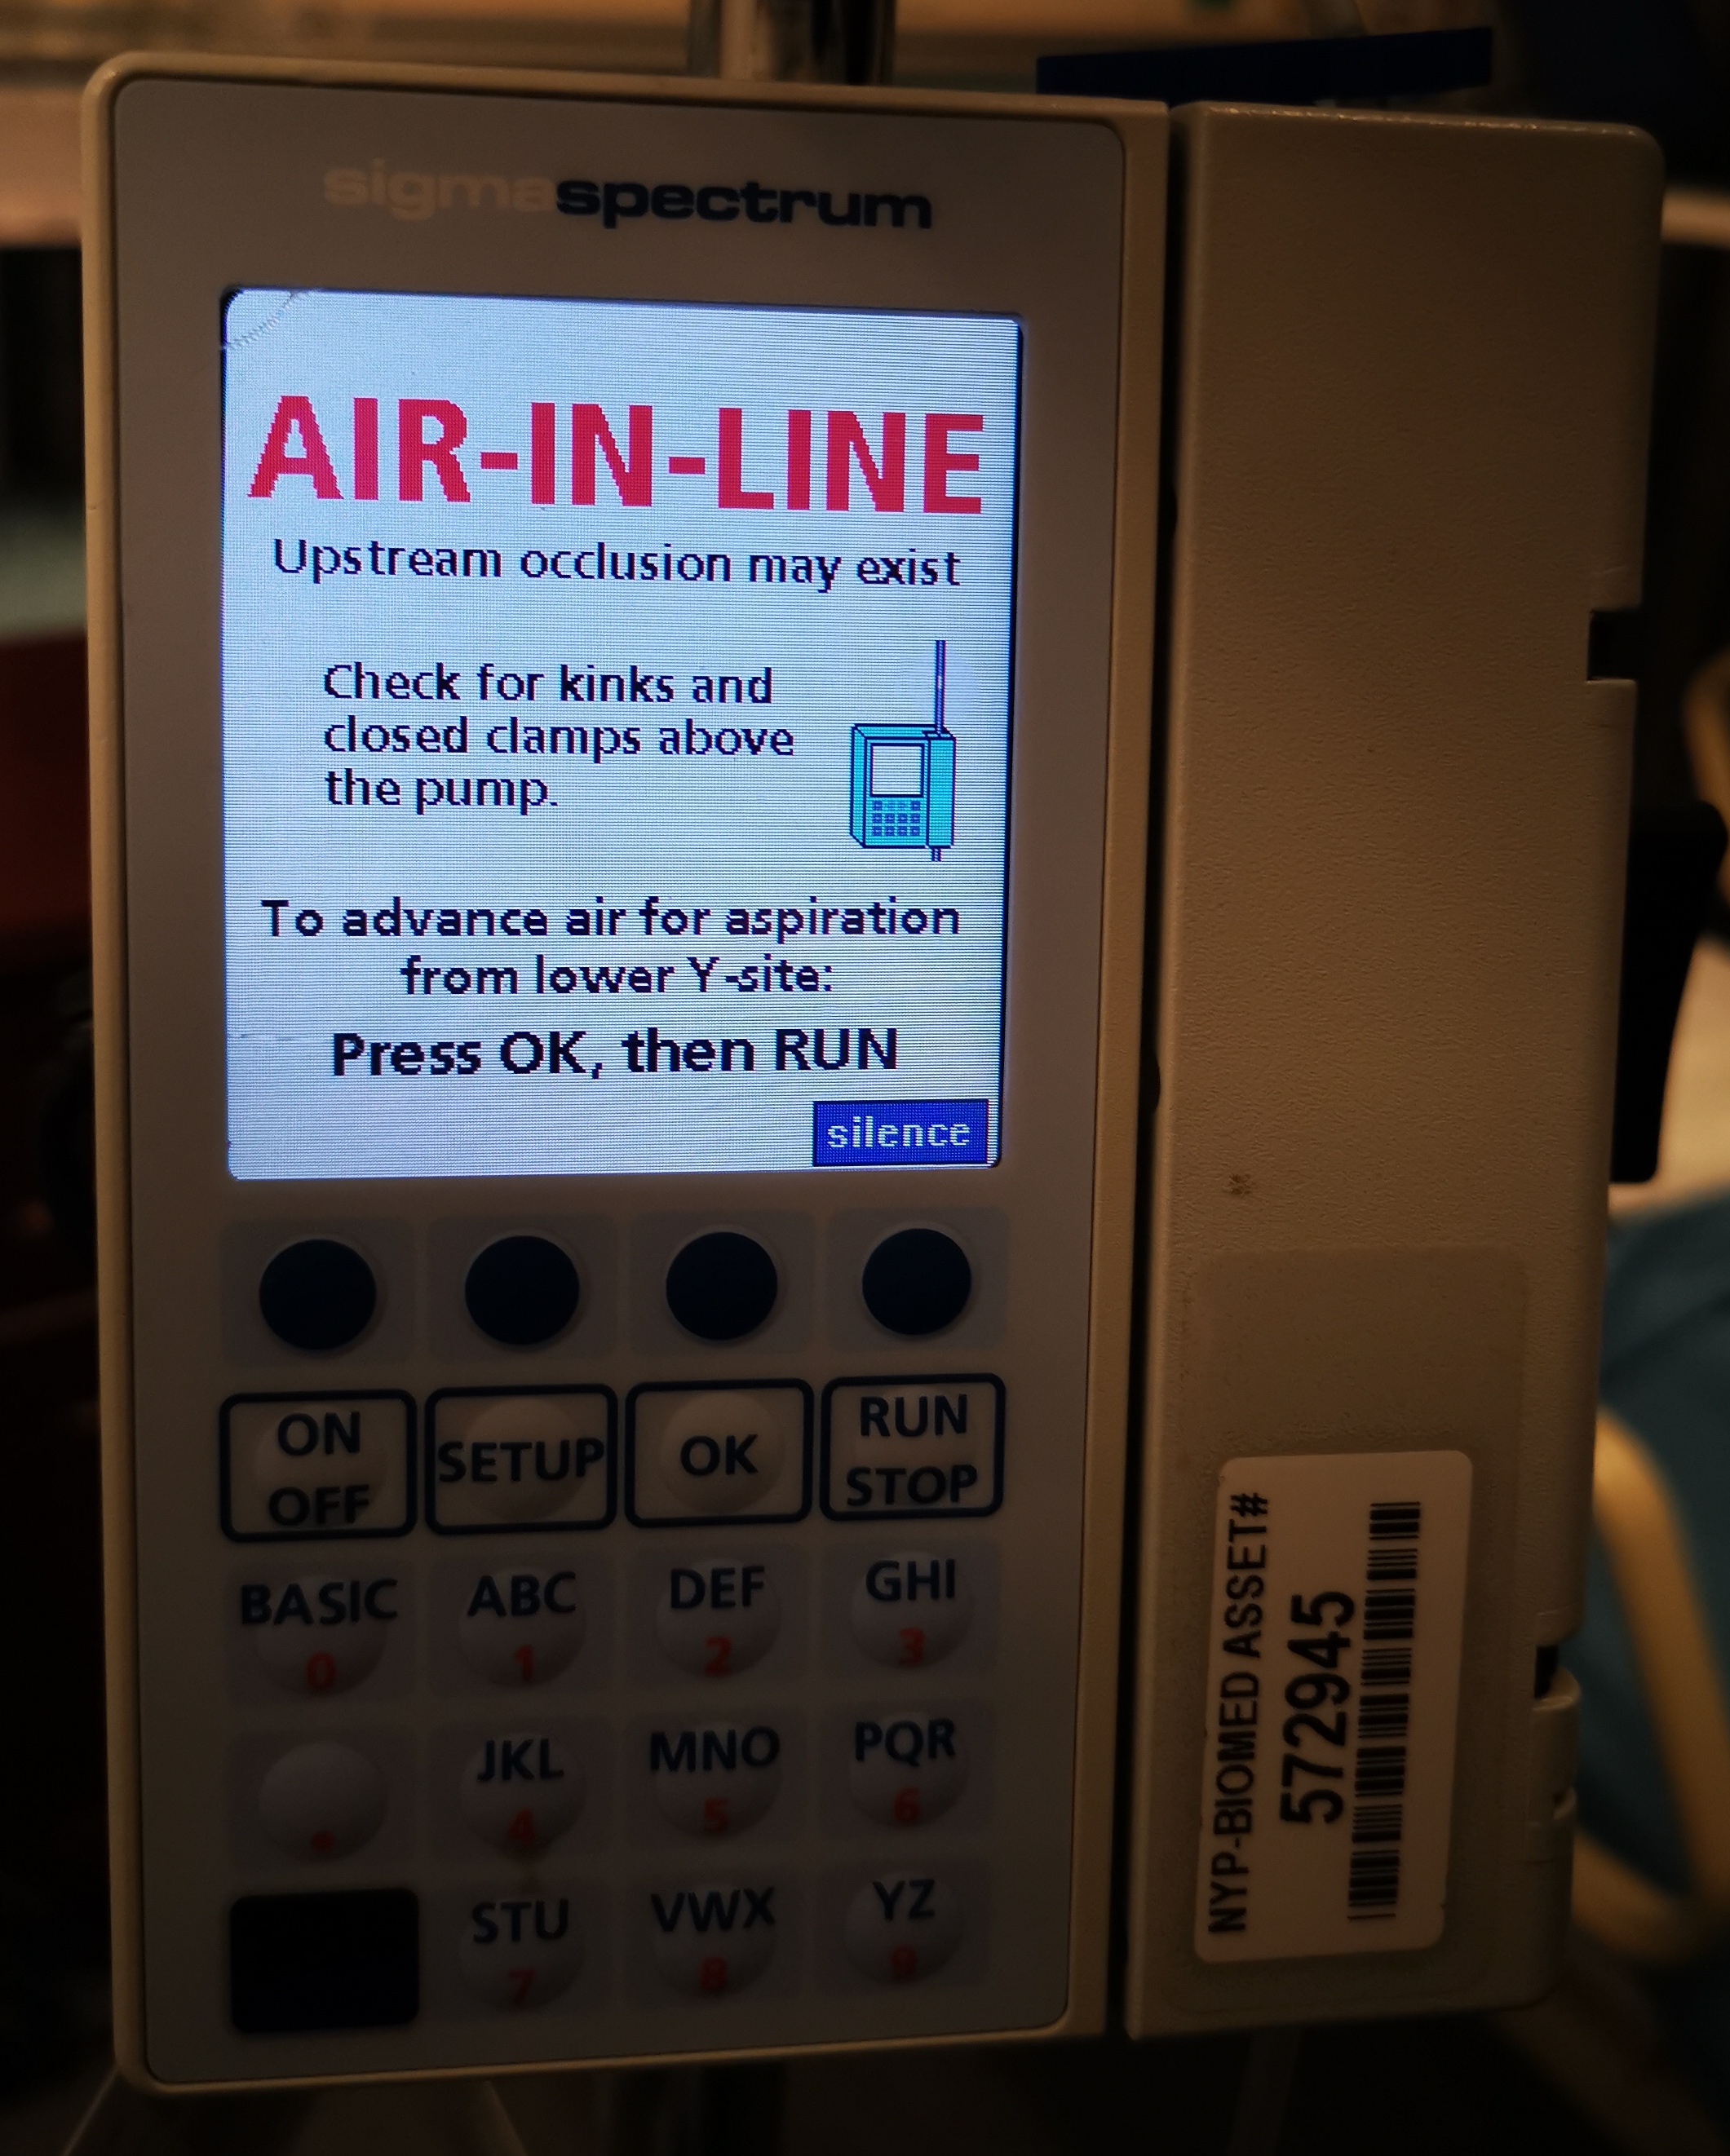 sigmaspectrum
AIR-IN-LINE
Upstream occlusion may exist
Check for kinks and
closed clamps above
the pump.
To advance air for aspiration
from lower Y-site:
Press OK, then RUN
silence
ON
OFF
SETUP
OK
RUN
STOP
BASIC
0
ABC
1
DEF
2
GHI
3
.
JKL
4
MNO
5
PQR
6
STU
7
VWX
8
YZ
9
NYP-BIOMED ASSET#
572945